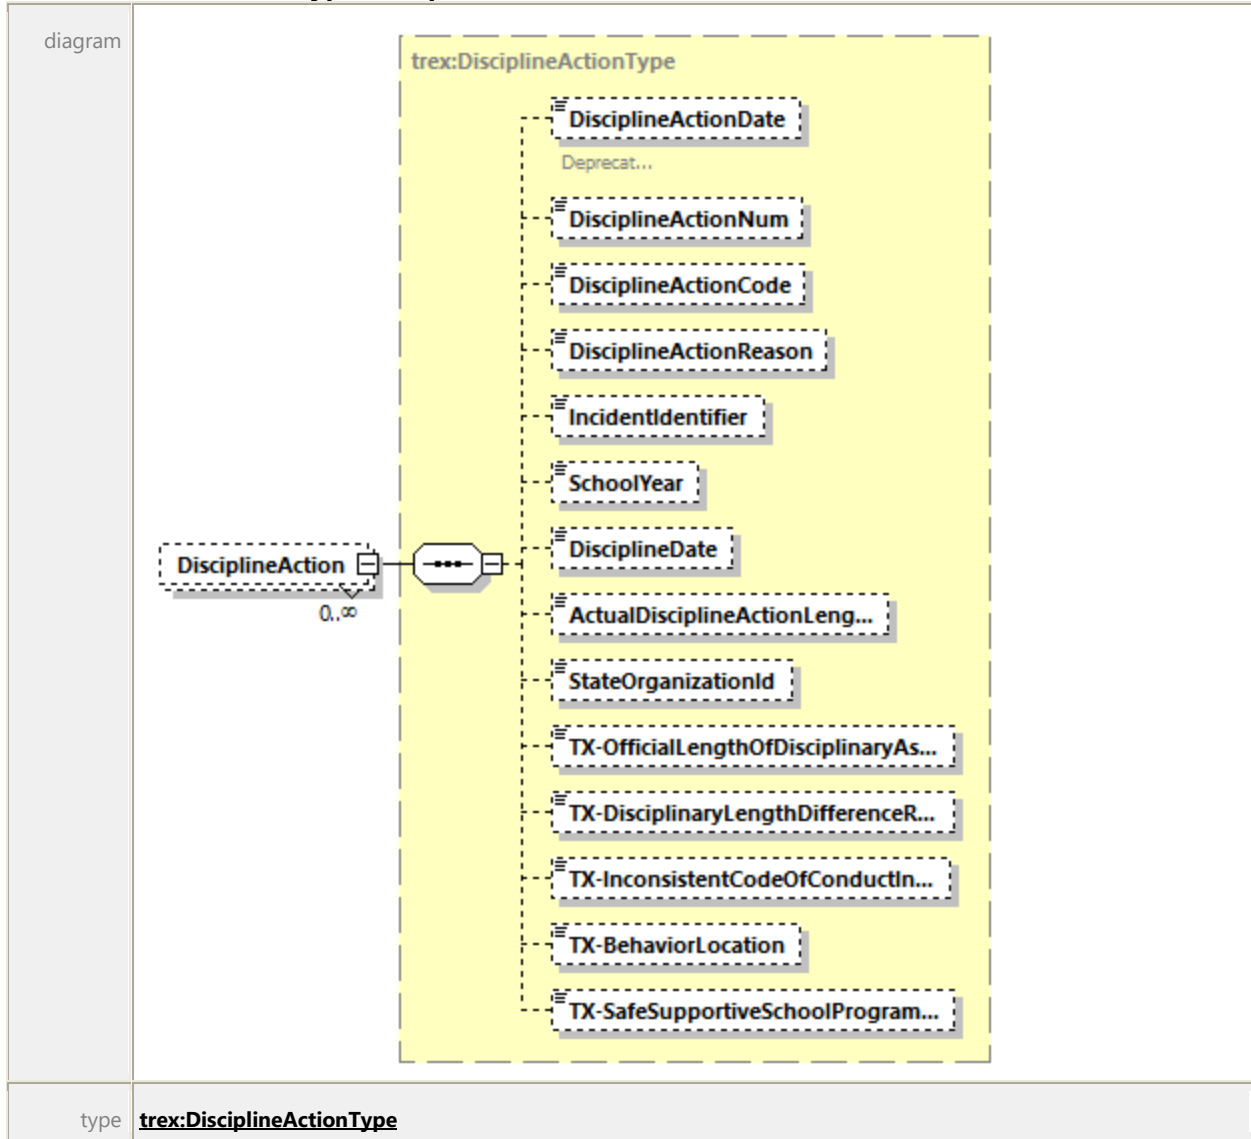 diagram
trex:DisciplineActionType
DisciplineActionDate
Deprecat...
DisciplineActionNum
DisciplineActionCode
DisciplineActionReason
IncidentIdentifier
SchoolYear
DisciplineDate
DisciplineAction
0..∞
ActualDisciplineActionLeng...
StateOrganizationId
TX-OfficialLengthOfDisciplinaryAs...
TX-DisciplinaryLengthDifferenceR...
TX-InconsistentCodeOfConductIn...
TX-BehaviorLocation
TX-SafeSupportiveSchoolProgram...
type trex:DisciplineActionType